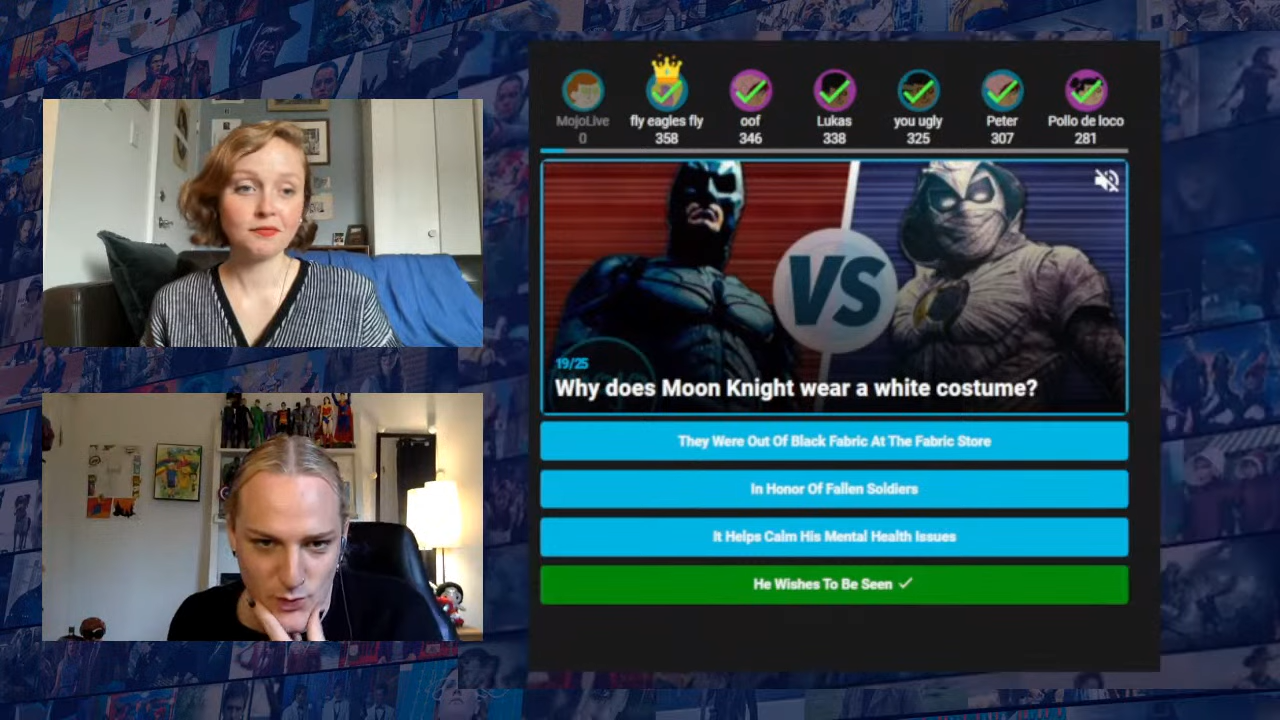 MojoLive
0
fly eagles fly
358
oof
346
Lukas
338
you ugly
325
Peter
307
Pollo de loco
281
VS
19/25
Why does Moon Knight wear a white costume?
They Were Out Of Black Fabric At The Fabric Store
In Honor Of Fallen Soldiers
It Helps Calm His Mental Health Issues
He Wishes To Be Seen